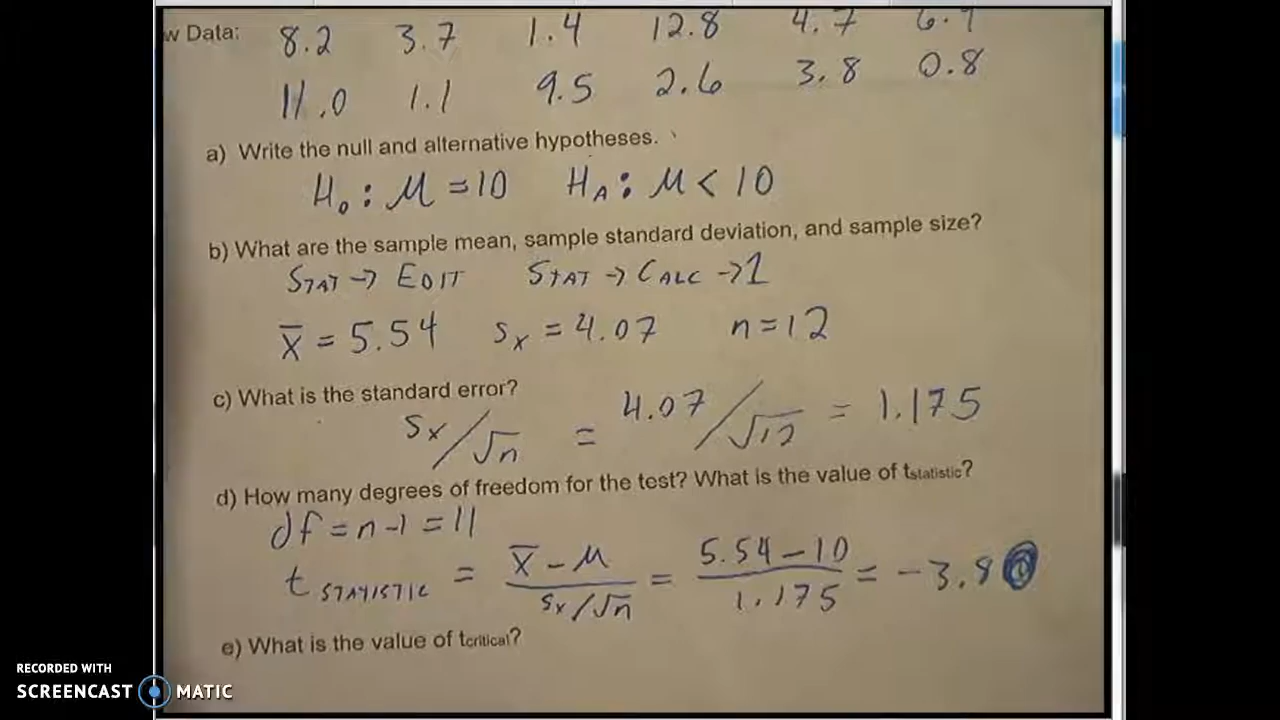 w Data: 8.2 3.7 1.4 12.8 4.7
11.0 1.1 9.5 2.6 3.8 0.8
a) Write the null and alternative hypotheses.
H₀ : μ = 10 H_A : μ < 10
b) What are the sample mean, sample standard deviation, and sample size?
STAT → EDIT STAT → CALC → 1
x̄ = 5.54 sₓ = 4.07 n = 12
c) What is the standard error?
sₓ/√n = 4.07/√12 = 1.175
d) How many degrees of freedom for the test? What is the value of tstatistic?
df = n-1 = 11
t STATISTIC = x̄ - μ / sₓ/√n = 5.54 - 10 / 1.175 = -3.8
e) What is the value of tcritical?
RECORDED WITH
SCREENCAST MATIC